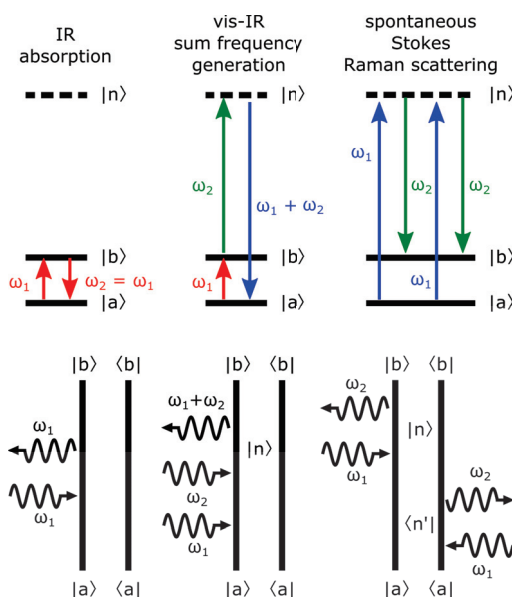 IR
absorption
vis-IR
sum frequency
generation
spontaneous
Stokes
Raman scattering
|n⟩
|n⟩
|n⟩
ω₁
ω₂
ω₂
ω₂
ω₁ + ω₂
|b⟩
|b⟩
|b⟩
ω₁
ω₂ = ω₁
ω₁
ω₁
|a⟩
|a⟩
|a⟩
|b⟩ ⟨b|
|b⟩ ⟨b|
|b⟩ ⟨b|
ω₁
ω₁
ω₁+ω₂
|n⟩
ω₂
ω₁
ω₂
|n⟩
ω₁
ω₂
⟨n'|
ω₁
|a⟩ ⟨a|
|a⟩ ⟨a|
|a⟩ ⟨a|